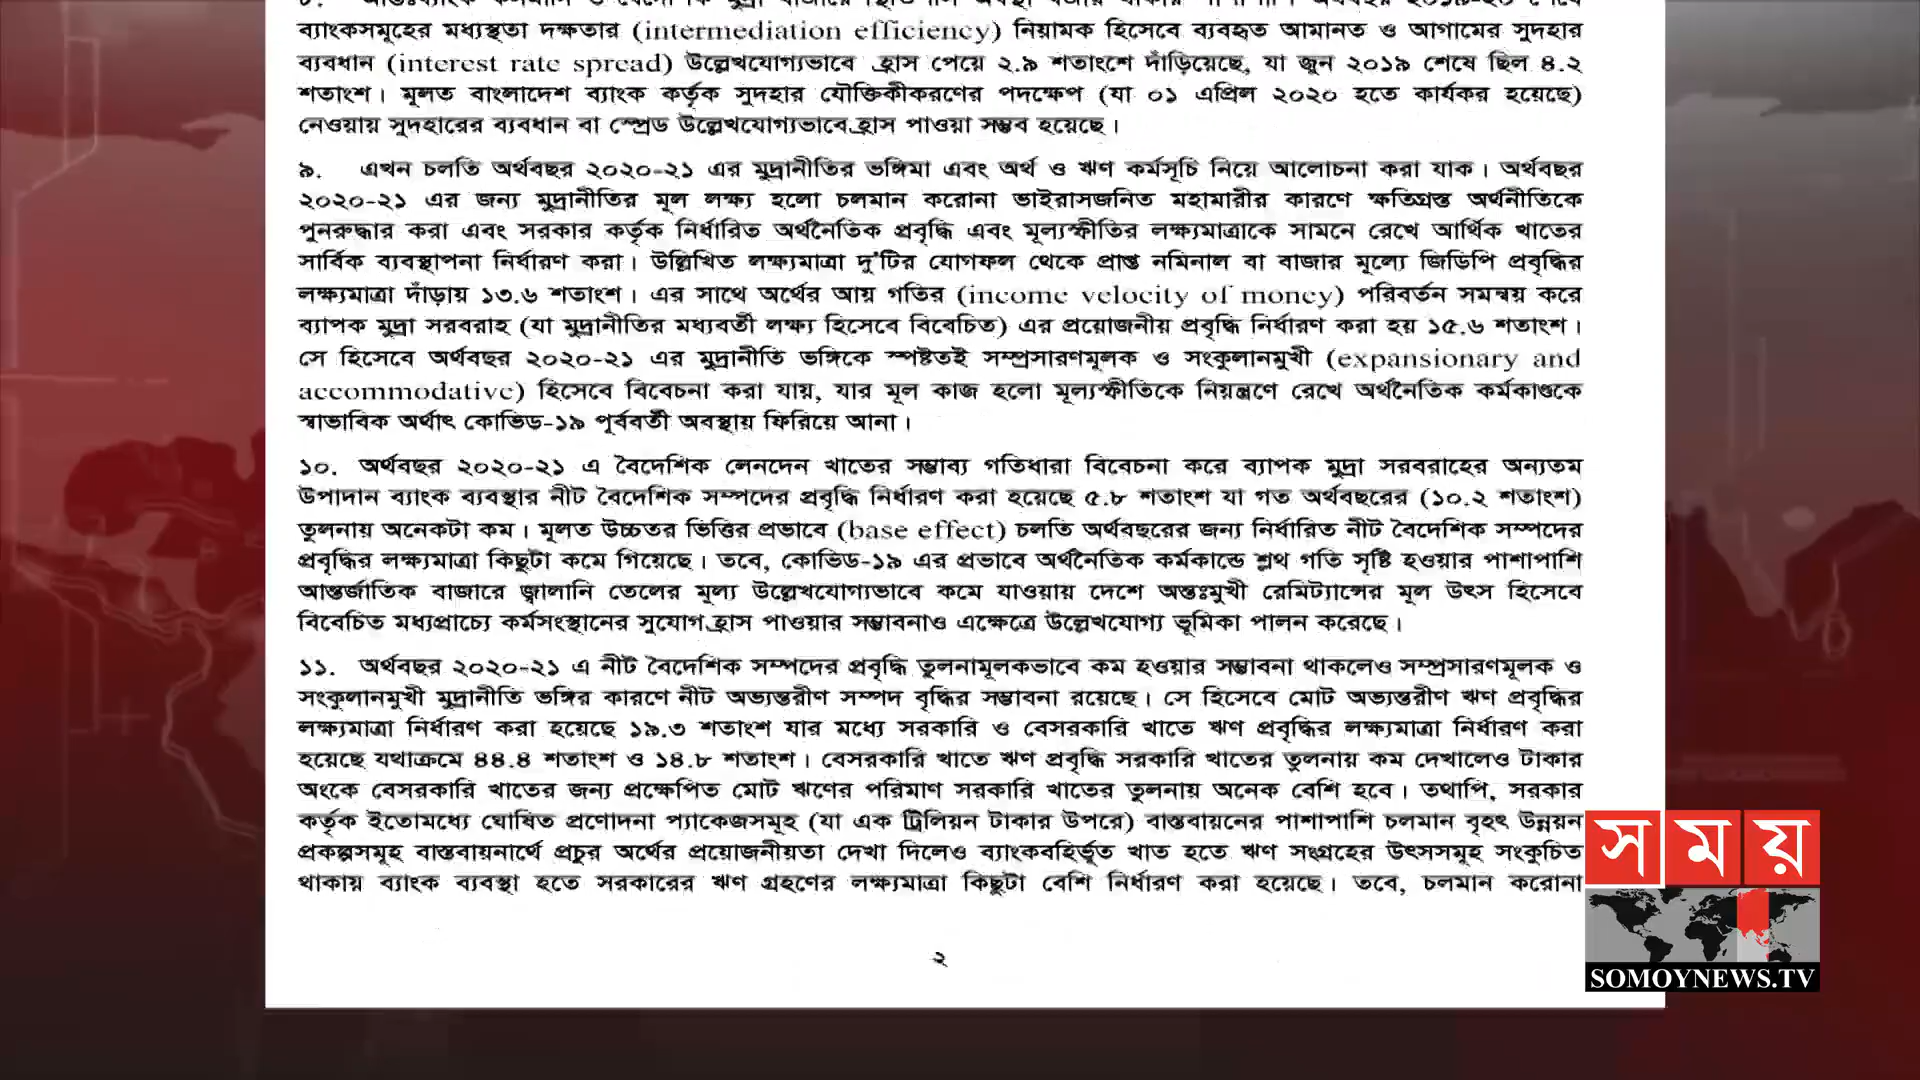 ব্যাংকসমূহের মধ্যস্থতা দক্ষতার (intermediation efficiency) নিয়ামক হিসেবে ব্যবহৃত আমানত ও আগামের সুদহার
ব্যবধান (interest rate spread) উল্লেখযোগ্যভাবে হ্রাস পেয়ে ২.৯ শতাংশে দাঁড়িয়েছে, যা জুন ২০১৯ শেষে ছিল ৪.২
শতাংশ। মূলত বাংলাদেশ ব্যাংক কর্তৃক সুদহার যৌক্তিকীকরণের পদক্ষেপ (যা ০১ এপ্রিল ২০২০ হতে কার্যকর হয়েছে)
নেওয়ায় সুদহারের ব্যবধান বা স্প্রেড উল্লেখযোগ্যভাবে হ্রাস পাওয়া সম্ভব হয়েছে।
৯. এখন চলতি অর্থবছর ২০২০-২১ এর মুদ্রানীতির ভঙ্গিমা এবং অর্থ ও ঋণ কর্মসূচি নিয়ে আলোচনা করা যাক। অর্থবছর
২০২০-২১ এর জন্য মুদ্রানীতির মূল লক্ষ্য হলো চলমান করোনা ভাইরাসজনিত মহামারীর কারণে ক্ষতিগ্রস্ত অর্থনীতিকে
পুনরুদ্ধার করা এবং সরকার কর্তৃক নির্ধারিত অর্থনৈতিক প্রবৃদ্ধি এবং মূল্যস্ফীতির লক্ষ্যমাত্রাকে সামনে রেখে আর্থিক খাতের
সার্বিক ব্যবস্থাপনা নির্ধারণ করা। উল্লিখিত লক্ষ্যমাত্রা দু'টির যোগফল থেকে প্রাপ্ত নমিনাল বা বাজার মূল্যে জিডিপি প্রবৃদ্ধির
লক্ষ্যমাত্রা দাঁড়ায় ১৩.৬ শতাংশ। এর সাথে অর্থের আয় গতির (income velocity of money) পরিবর্তন সমন্বয় করে
ব্যাপক মুদ্রা সরবরাহ (যা মুদ্রানীতির মধ্যবর্তী লক্ষ্য হিসেবে বিবেচিত) এর প্রয়োজনীয় প্রবৃদ্ধি নির্ধারণ করা হয় ১৫.৬ শতাংশ।
সে হিসেবে অর্থবছর ২০২০-২১ এর মুদ্রানীতি ভঙ্গিকে স্পষ্টতই সম্প্রসারণমূলক ও সংকুলানমুখী (expansionary and
accommodative) হিসেবে বিবেচনা করা যায়, যার মূল কাজ হলো মূল্যস্ফীতিকে নিয়ন্ত্রণে রেখে অর্থনৈতিক কর্মকাণ্ডকে
স্বাভাবিক অর্থাৎ কোভিড-১৯ পূর্ববর্তী অবস্থায় ফিরিয়ে আনা।
১০. অর্থবছর ২০২০-২১ এ বৈদেশিক লেনদেন খাতের সম্ভাব্য গতিধারা বিবেচনা করে ব্যাপক মুদ্রা সরবরাহের অন্যতম
উপাদান ব্যাংক ব্যবস্থার নীট বৈদেশিক সম্পদের প্রবৃদ্ধি নির্ধারণ করা হয়েছে ৫.৮ শতাংশ যা গত অর্থবছরের (১০.২ শতাংশ)
তুলনায় অনেকটা কম। মূলত উচ্চতর ভিত্তির প্রভাবে (base effect) চলতি অর্থবছরের জন্য নির্ধারিত নীট বৈদেশিক সম্পদের
প্রবৃদ্ধির লক্ষ্যমাত্রা কিছুটা কমে গিয়েছে। তবে, কোভিড-১৯ এর প্রভাবে অর্থনৈতিক কর্মকান্ডে শ্লথ গতি সৃষ্টি হওয়ার পাশাপাশি
আন্তর্জাতিক বাজারে জ্বালানি তেলের মূল্য উল্লেখযোগ্যভাবে কমে যাওয়ায় দেশে অন্তঃমুখী রেমিট্যান্সের মূল উৎস হিসেবে
বিবেচিত মধ্যপ্রাচ্যে কর্মসংস্থানের সুযোগ হ্রাস পাওয়ার সম্ভাবনাও এক্ষেত্রে উল্লেখযোগ্য ভূমিকা পালন করেছে।
১১. অর্থবছর ২০২০-২১ এ নীট বৈদেশিক সম্পদের প্রবৃদ্ধি তুলনামূলকভাবে কম হওয়ার সম্ভাবনা থাকলেও সম্প্রসারণমূলক ও
সংকুলানমুখী মুদ্রানীতি ভঙ্গির কারণে নীট অভ্যন্তরীণ সম্পদ বৃদ্ধির সম্ভাবনা রয়েছে। সে হিসেবে মোট অভ্যন্তরীণ ঋণ প্রবৃদ্ধির
লক্ষ্যমাত্রা নির্ধারণ করা হয়েছে ১৯.৩ শতাংশ যার মধ্যে সরকারি ও বেসরকারি খাতে ঋণ প্রবৃদ্ধির লক্ষ্যমাত্রা নির্ধারণ করা
হয়েছে যথাক্রমে ৪৪.৪ শতাংশ ও ১৪.৮ শতাংশ। বেসরকারি খাতে ঋণ প্রবৃদ্ধি সরকারি খাতের তুলনায় কম দেখালেও টাকার
অংকে বেসরকারি খাতের জন্য প্রক্ষেপিত মোট ঋণের পরিমাণ সরকারি খাতের তুলনায় অনেক বেশি হবে। তথাপি, সরকার
কর্তৃক ইতোমধ্যে ঘোষিত প্রণোদনা প্যাকেজসমূহ (যা এক ট্রিলিয়ন টাকার উপরে) বাস্তবায়নের পাশাপাশি চলমান বৃহৎ উন্নয়ন
প্রকল্পসমূহ বাস্তবায়নার্থে প্রচুর অর্থের প্রয়োজনীয়তা দেখা দিলেও ব্যাংকবহির্ভূত খাত হতে ঋণ সংগ্রহের উৎসসমূহ সংকুচিত
থাকায় ব্যাংক ব্যবস্থা হতে সরকারের ঋণ গ্রহণের লক্ষ্যমাত্রা কিছুটা বেশি নির্ধারণ করা হয়েছে। তবে, চলমান করোনা
২
সময়
SOMOYNEWS.TV